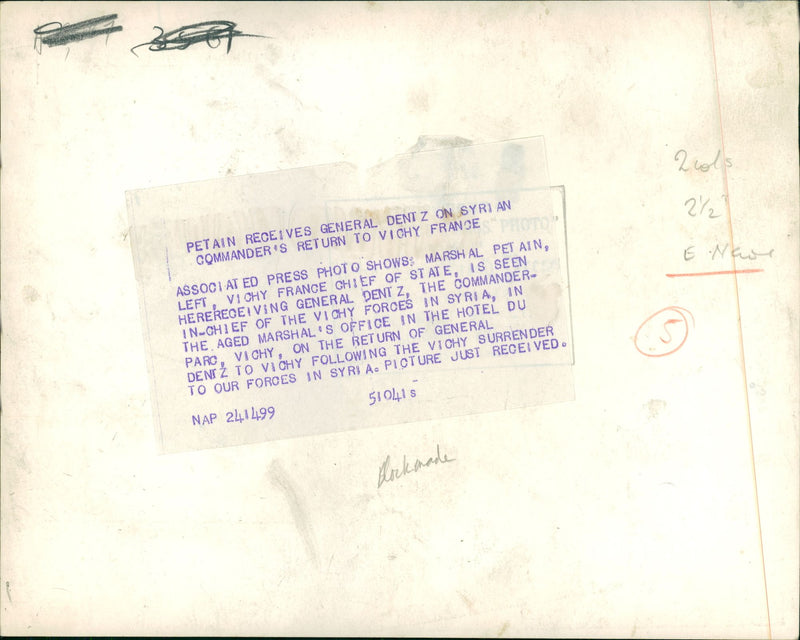 PETAIN RECEIVES GENERAL DENTZ ON SYRIAN
COMMANDER'S RETURN TO VICHY FRANCE
ASSOCIATED PRESS PHOTO SHOWS: MARSHAL PETAIN,
LEFT, VICHY FRANCE CHIEF OF STATE, IS SEEN
HERERECEIVING GENERAL DENTZ, THE COMMANDER-
IN-CHIEF OF THE VICHY FORCES IN SYRIA, IN
THE AGED MARSHAL'S OFFICE IN THE HOTEL DU
PARC, VICHY, ON THE RETURN OF GENERAL
DENTZ TO VICHY FOLLOWING THE VICHY SURRENDER
TO OUR FORCES IN SYRIA. PICTURE JUST RECEIVED.
NAP 241499 51041s
PHOTO
2 cols
2 1/2"
5
Blockmade